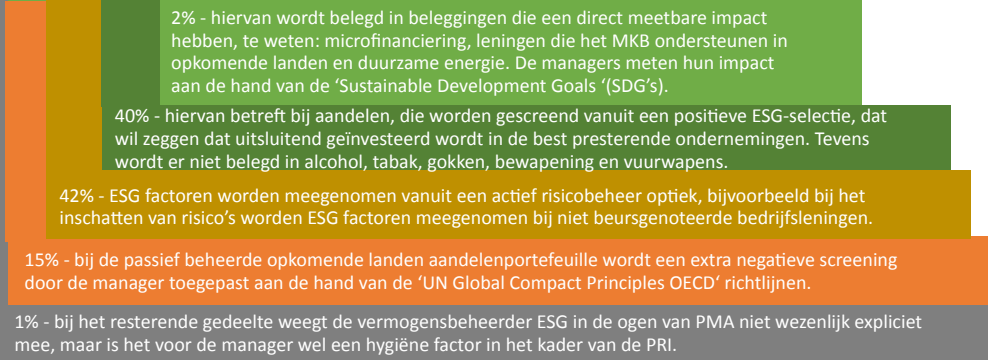 2% - hiervan wordt belegd in beleggingen die een direct meetbare impact
hebben, te weten: microfinanciering, leningen die het MKB ondersteunen in
opkomende landen en duurzame energie. De managers meten hun impact
aan de hand van de ‘Sustainable Development Goals ‘(SDG’s).
40% - hiervan betreft bij aandelen, die worden gescreend vanuit een positieve ESG-selectie, dat
wil zeggen dat uitsluitend geïnvesteerd wordt in de best presterende ondernemingen. Tevens
wordt er niet belegd in alcohol, tabak, gokken, bewapening en vuurwapens.
42% - ESG factoren worden meegenomen vanuit een actief risicobeheer optiek, bijvoorbeeld bij het
inschatten van risico’s worden ESG factoren meegenomen bij niet beursgenoteerde bedrijfsleningen.
15% - bij de passief beheerde opkomende landen aandelenportefeuille wordt een extra negatieve screening
door de manager toegepast aan de hand van de ‘UN Global Compact Principles OECD‘ richtlijnen.
1% - bij het resterende gedeelte weegt de vermogensbeheerder ESG in de ogen van PMA niet wezenlijk expliciet
mee, maar is het voor de manager wel een hygiëne factor in het kader van de PRI.